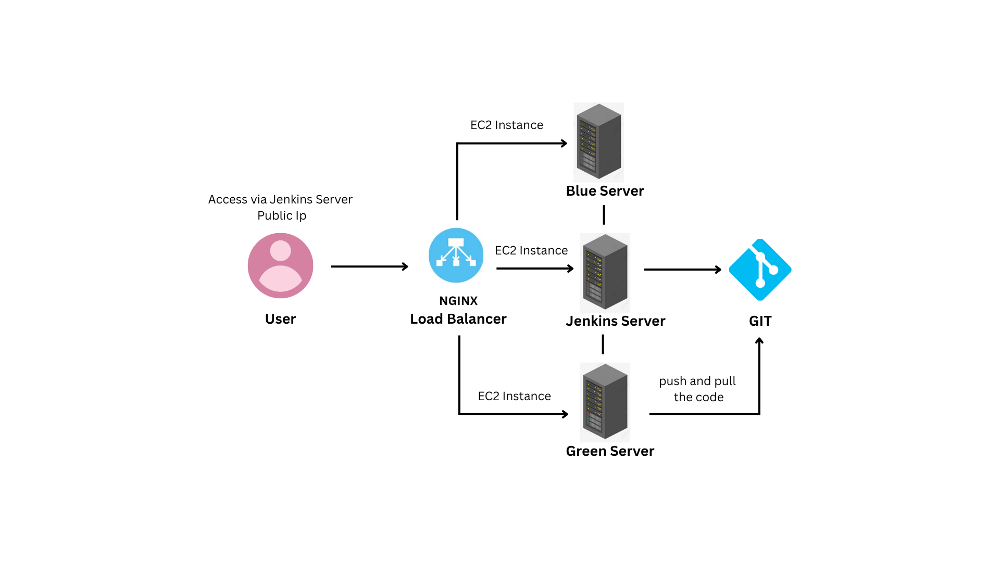 EC2 Instance
Blue Server
Access via Jenkins Server
Public Ip
EC2 Instance
NGINX
Load Balancer
User
Jenkins Server
GIT
push and pull
the code
EC2 Instance
Green Server